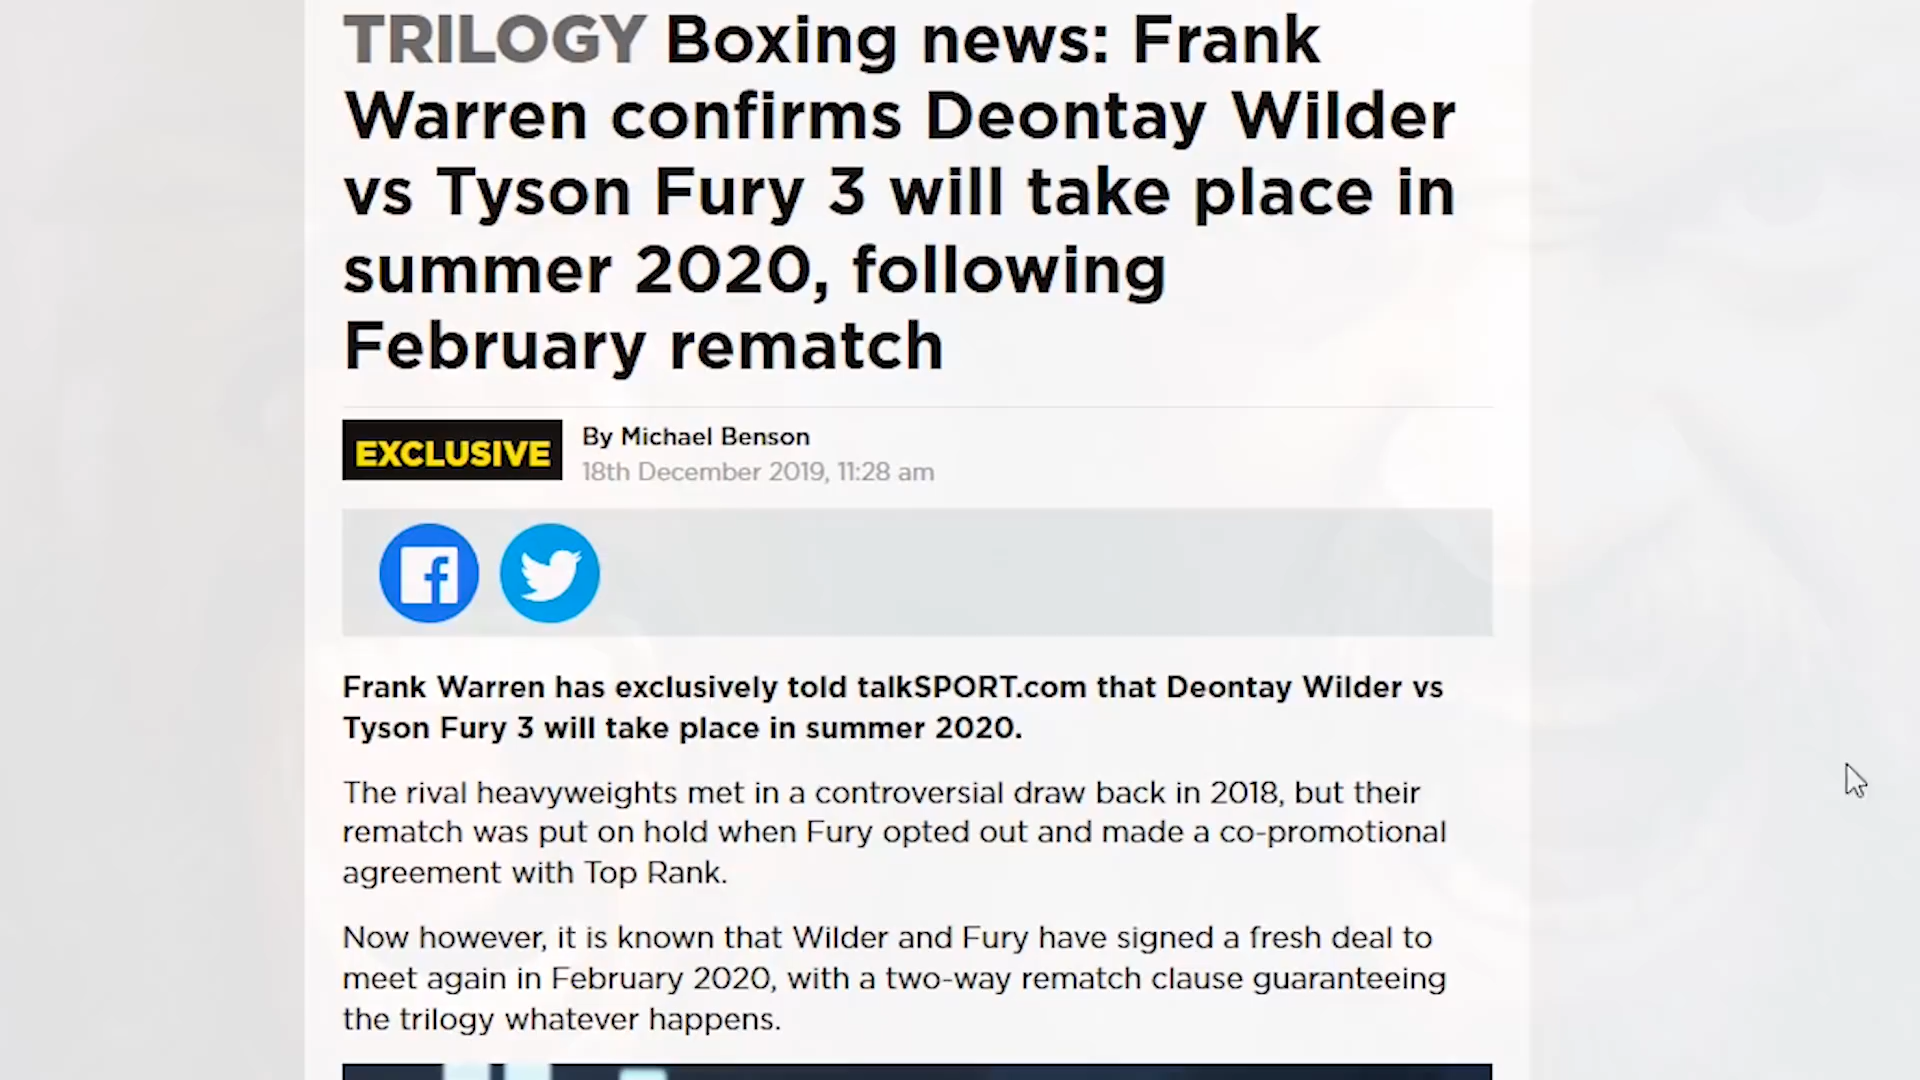 TRILOGY Boxing news: Frank
Warren confirms Deontay Wilder
vs Tyson Fury 3 will take place in
summer 2020, following
February rematch
EXCLUSIVE
By Michael Benson
18th December 2019, 11:28 am
Frank Warren has exclusively told talkSPORT.com that Deontay Wilder vs
Tyson Fury 3 will take place in summer 2020.
The rival heavyweights met in a controversial draw back in 2018, but their
rematch was put on hold when Fury opted out and made a co-promotional
agreement with Top Rank.
Now however, it is known that Wilder and Fury have signed a fresh deal to
meet again in February 2020, with a two-way rematch clause guaranteeing
the trilogy whatever happens.